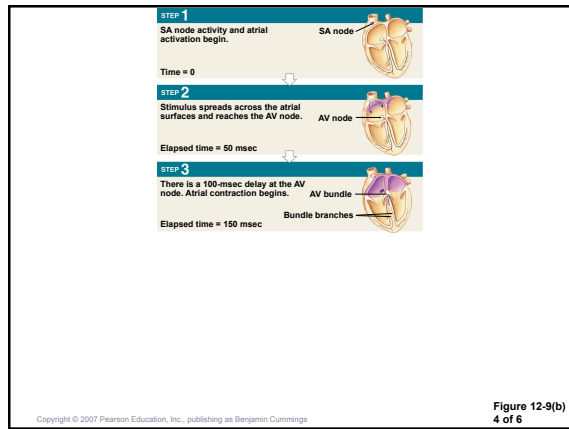 STEP 1
SA node activity and atrial
activation begin.
SA node
Time = 0
STEP 2
Stimulus spreads across the atrial
surfaces and reaches the AV node.
AV node
Elapsed time = 50 msec
STEP 3
There is a 100-msec delay at the AV
node. Atrial contraction begins.
AV bundle
Bundle branches
Elapsed time = 150 msec
Copyright © 2007 Pearson Education, Inc., publishing as Benjamin Cummings
Figure 12-9(b)
4 of 6